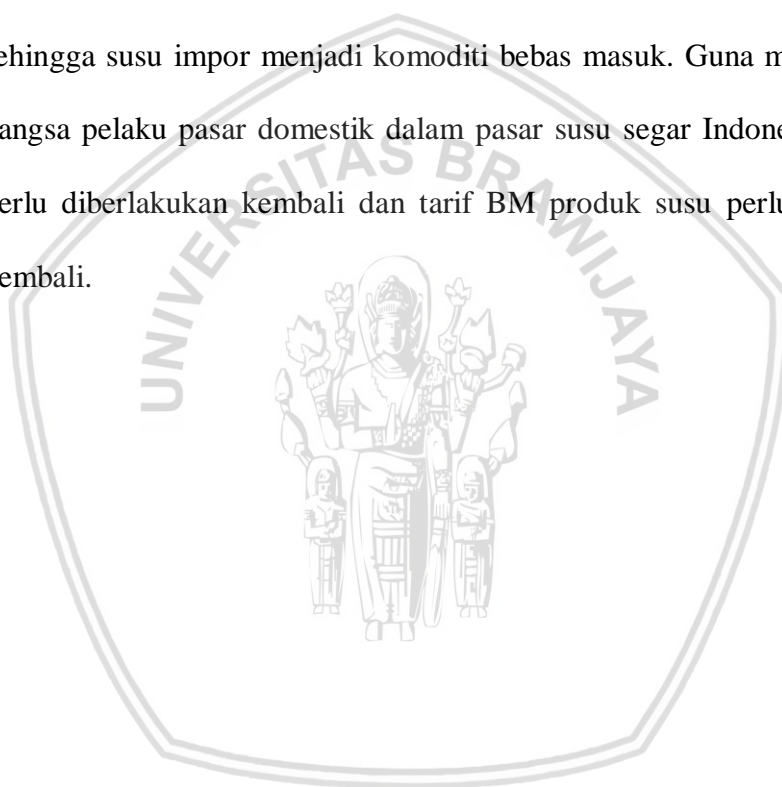 ehingga susu impor menjadi komoditi bebas masuk. Guna m
angsa pelaku pasar domestik dalam pasar susu segar Indone
erlu diberlakukan kembali dan tarif BM produk susu perlu
embali.
UNIVERSITAS BRAWIJAYA